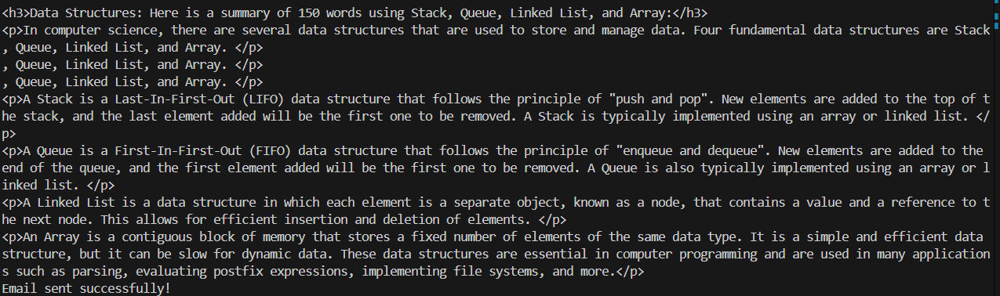 <h3>Data Structures: Here is a summary of 150 words using Stack, Queue, Linked List, and Array:</h3>
<p>In computer science, there are several data structures that are used to store and manage data. Four fundamental data structures are Stack
, Queue, Linked List, and Array. </p>
, Queue, Linked List, and Array. </p>
, Queue, Linked List, and Array. </p>
<p>A Stack is a Last-In-First-Out (LIFO) data structure that follows the principle of "push and pop". New elements are added to the top of t
he stack, and the last element added will be the first one to be removed. A Stack is typically implemented using an array or linked list. </
p>
<p>A Queue is a First-In-First-Out (FIFO) data structure that follows the principle of "enqueue and dequeue". New elements are added to the
end of the queue, and the first element added will be the first one to be removed. A Queue is also typically implemented using an array or l
inked list. </p>
<p>A Linked List is a data structure in which each element is a separate object, known as a node, that contains a value and a reference to t
he next node. This allows for efficient insertion and deletion of elements. </p>
<p>An Array is a contiguous block of memory that stores a fixed number of elements of the same data type. It is a simple and efficient data
structure, but it can be slow for dynamic data. These data structures are essential in computer programming and are used in many application
s such as parsing, evaluating postfix expressions, implementing file systems, and more.</p>
Email sent successfully!